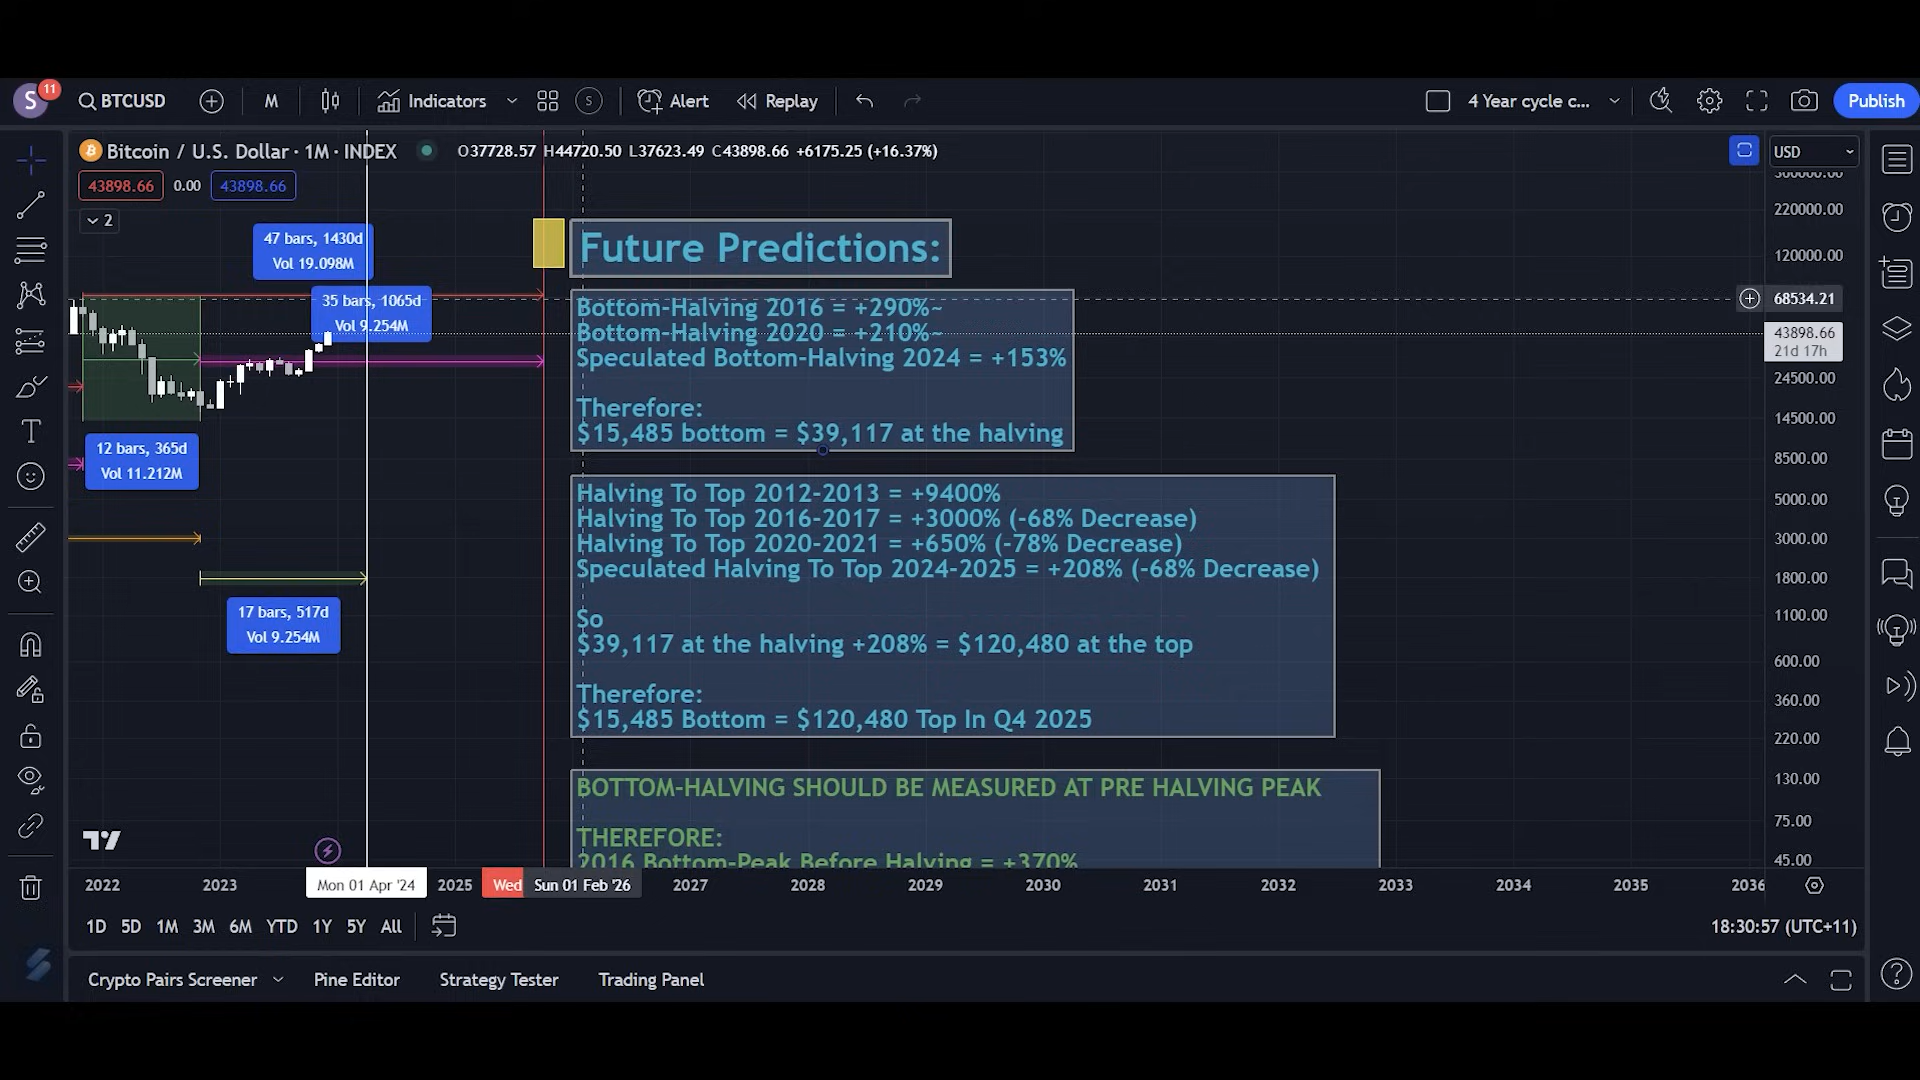 S
11
BTCUSD
M
Indicators
S
Alert
Replay
4 Year cycle c...
Publish
Bitcoin / U.S. Dollar · 1M · INDEX
O37728.57 H44720.50 L37623.49 C43898.66 +6175.25 (+16.37%)
USD
43898.66
0.00
43898.66
2
47 bars, 1430d
Vol 19.098M
35 bars, 1065d
Vol 9.254M
12 bars, 365d
Vol 11.212M
17 bars, 517d
Vol 9.254M
Future Predictions:
Bottom-Halving 2016 = +290%~
Bottom-Halving 2020 = +210%~
Speculated Bottom-Halving 2024 = +153%
Therefore:
$15,485 bottom = $39,117 at the halving
Halving To Top 2012-2013 = +9400%
Halving To Top 2016-2017 = +3000% (-68% Decrease)
Halving To Top 2020-2021 = +650% (-78% Decrease)
Speculated Halving To Top 2024-2025 = +208% (-68% Decrease)
So
$39,117 at the halving +208% = $120,480 at the top
Therefore:
$15,485 Bottom = $120,480 Top In Q4 2025
BOTTOM-HALVING SHOULD BE MEASURED AT PRE HALVING PEAK
THEREFORE:
2016 Bottom-Peak Before Halving = +370%
360000.00
220000.00
120000.00
68534.21
43898.66
21d 17h
24500.00
14500.00
8500.00
5000.00
3000.00
1800.00
1100.00
600.00
360.00
220.00
130.00
75.00
45.00
2022
2023
Mon 01 Apr '24
2025
Wed
Sun 01 Feb '26
2027
2028
2029
2030
2031
2032
2033
2034
2035
2036
1D 5D 1M 3M 6M YTD 1Y 5Y All
18:30:57 (UTC+11)
Crypto Pairs Screener
Pine Editor
Strategy Tester
Trading Panel